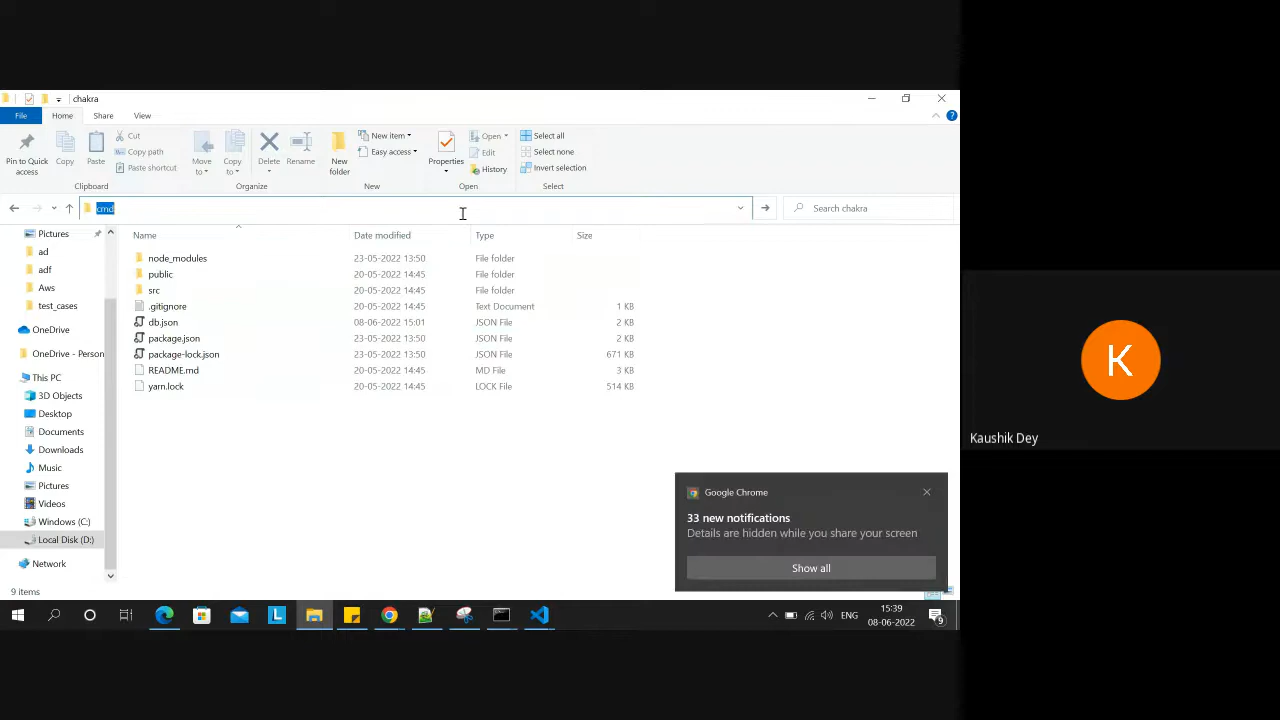 chakra
File Home Share View
Pin to Quick access
Copy
Paste
Cut
Copy path
Paste shortcut
Move to
Copy to
Delete
Rename
New folder
New item
Easy access
Properties
Open
Edit
History
Select all
Select none
Invert selection
Clipboard Organize New Open Select
cmd
Search chakra
Pictures
ad
adf
Aws
test_cases
OneDrive
OneDrive - Person
This PC
3D Objects
Desktop
Documents
Downloads
Music
Pictures
Videos
Windows (C:)
Local Disk (D:)
Network
Name Date modified Type Size
node_modules 23-05-2022 13:50 File folder
public 20-05-2022 14:45 File folder
src 20-05-2022 14:45 File folder
.gitignore 20-05-2022 14:45 Text Document 1 KB
db.json 08-06-2022 15:01 JSON File 2 KB
package.json 23-05-2022 13:50 JSON File 2 KB
package-lock.json 23-05-2022 13:50 JSON File 671 KB
README.md 20-05-2022 14:45 MD File 3 KB
yarn.lock 20-05-2022 14:45 LOCK File 514 KB
Google Chrome
33 new notifications
Details are hidden while you share your screen
Show all
9 items
L
ENG
15:39
08-06-2022
9
K
Kaushik Dey